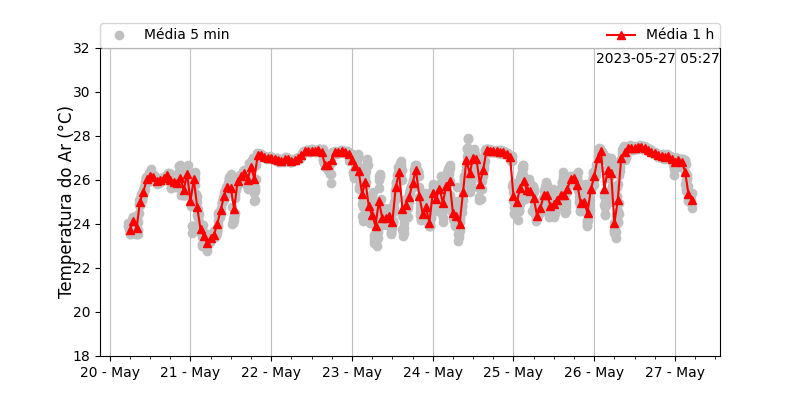 Média 5 min
Média 1 h
2023-05-27 05:27
Temperatura do Ar (°C)
32
30
28
26
24
22
20
18
20 - May
21 - May
22 - May
23 - May
24 - May
25 - May
26 - May
27 - May